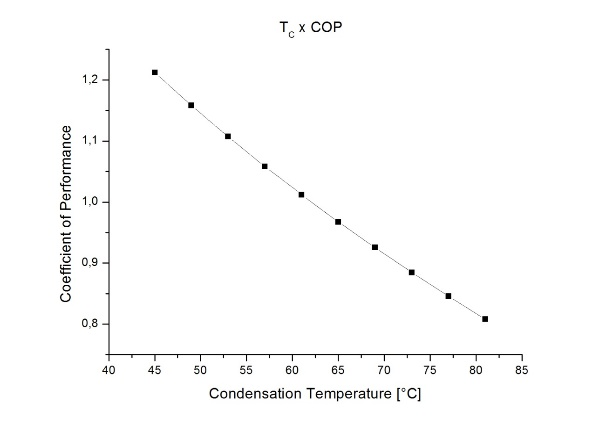 T_C x COP
1,2
1,1
1,0
0,9
0,8
Coefficient of Performance
40 45 50 55 60 65 70 75 80 85
Condensation Temperature [°C]